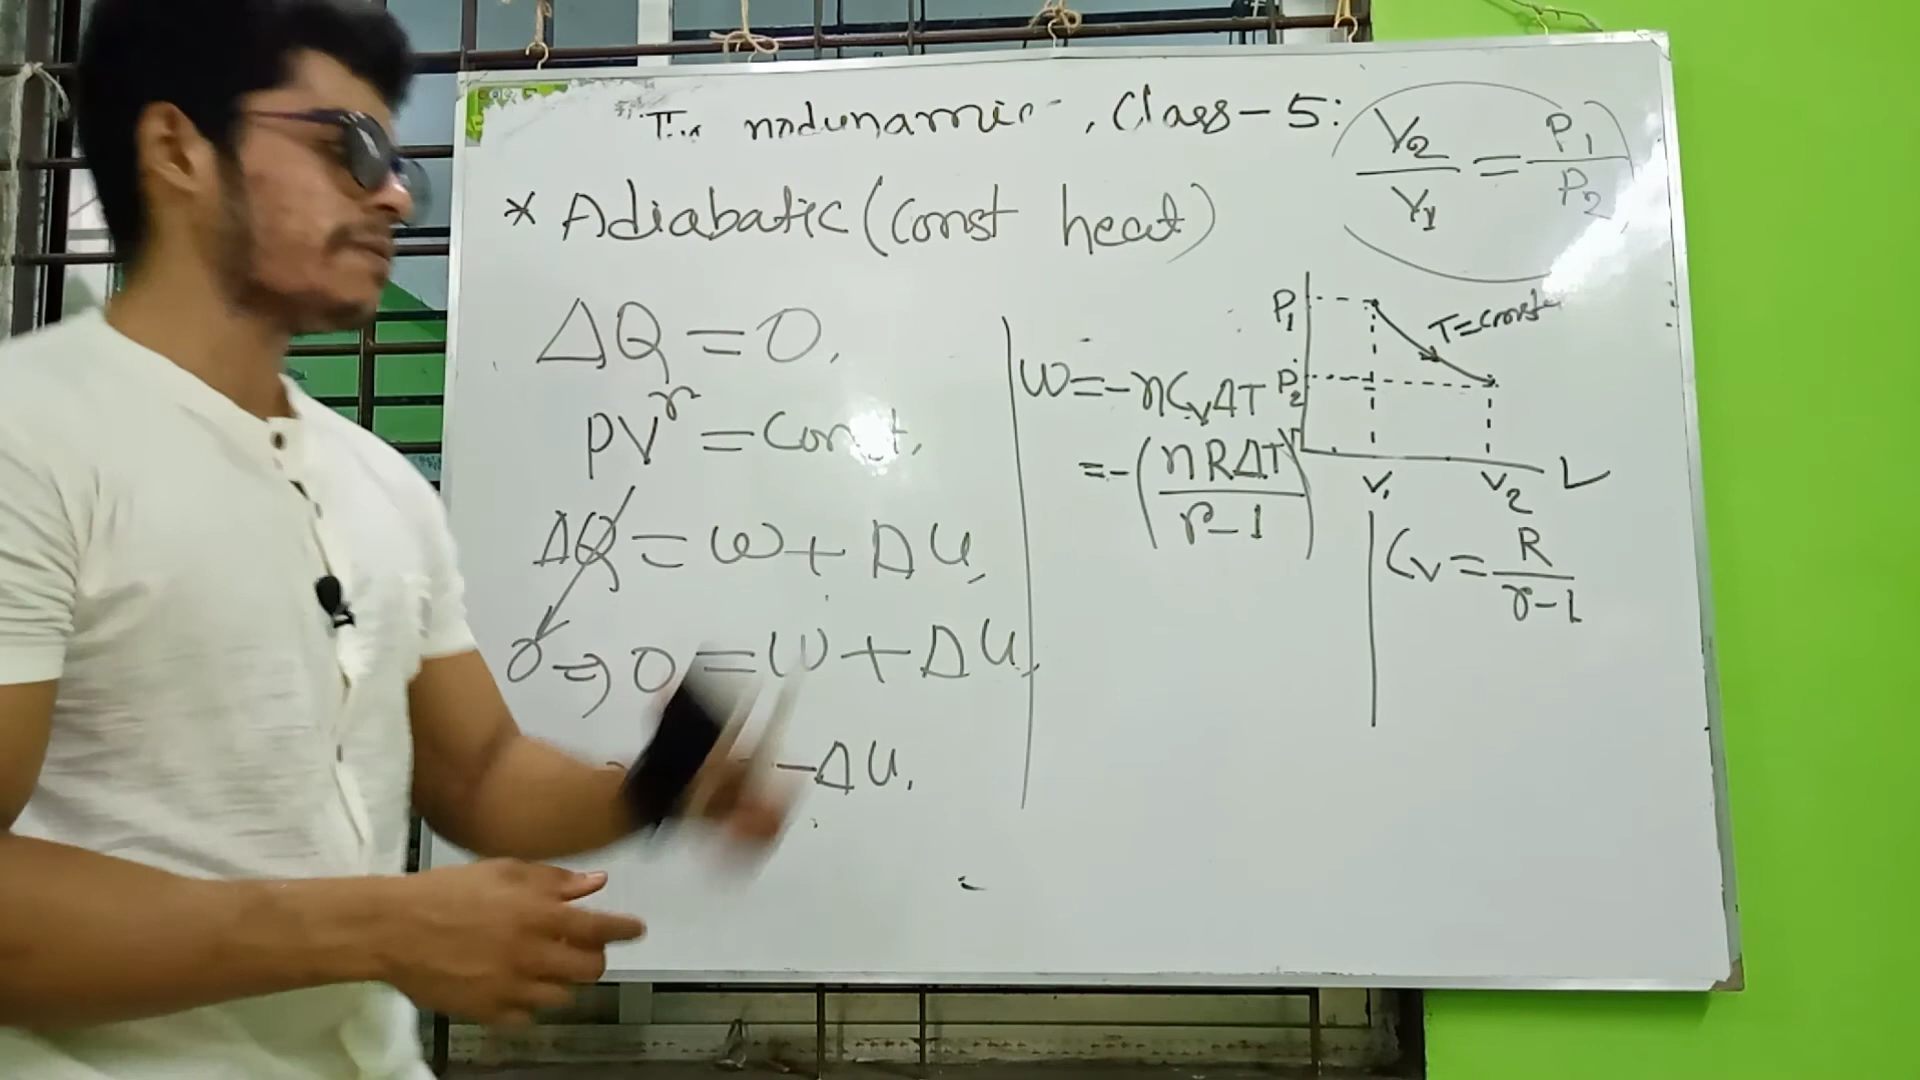 , Class-5:
V₂/V₁ = P₁/P₂
* Adiabatic (const heat)
ΔQ = 0,
PVʳ = Const,
ΔQ = W + ΔU,
0 ⇒ 0 = W + ΔU,
-ΔU,
W = -nCᵥΔT
= -(nRΔT/r-1)
P₁
P₂
T = const
V₁
V₂
V
Cᵥ = R/r-1